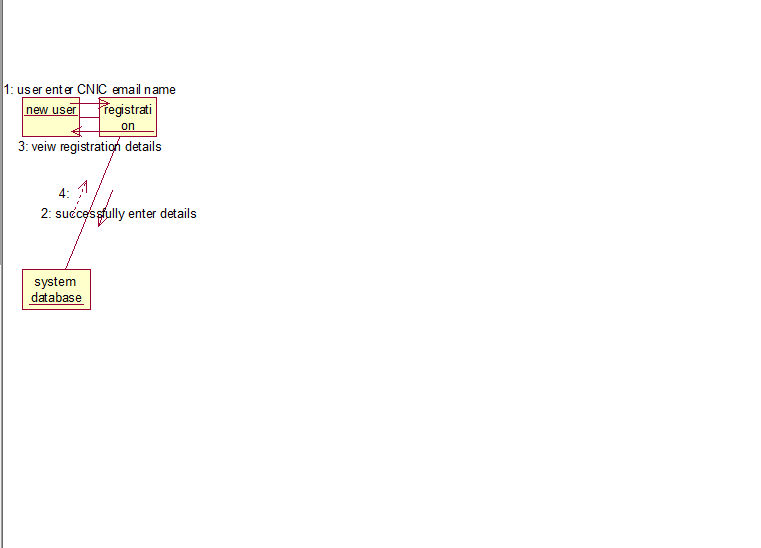 1: user enter CNIC email name
new user
registrati
on
3: veiw registration details
4:
2: successfully enter details
system
database